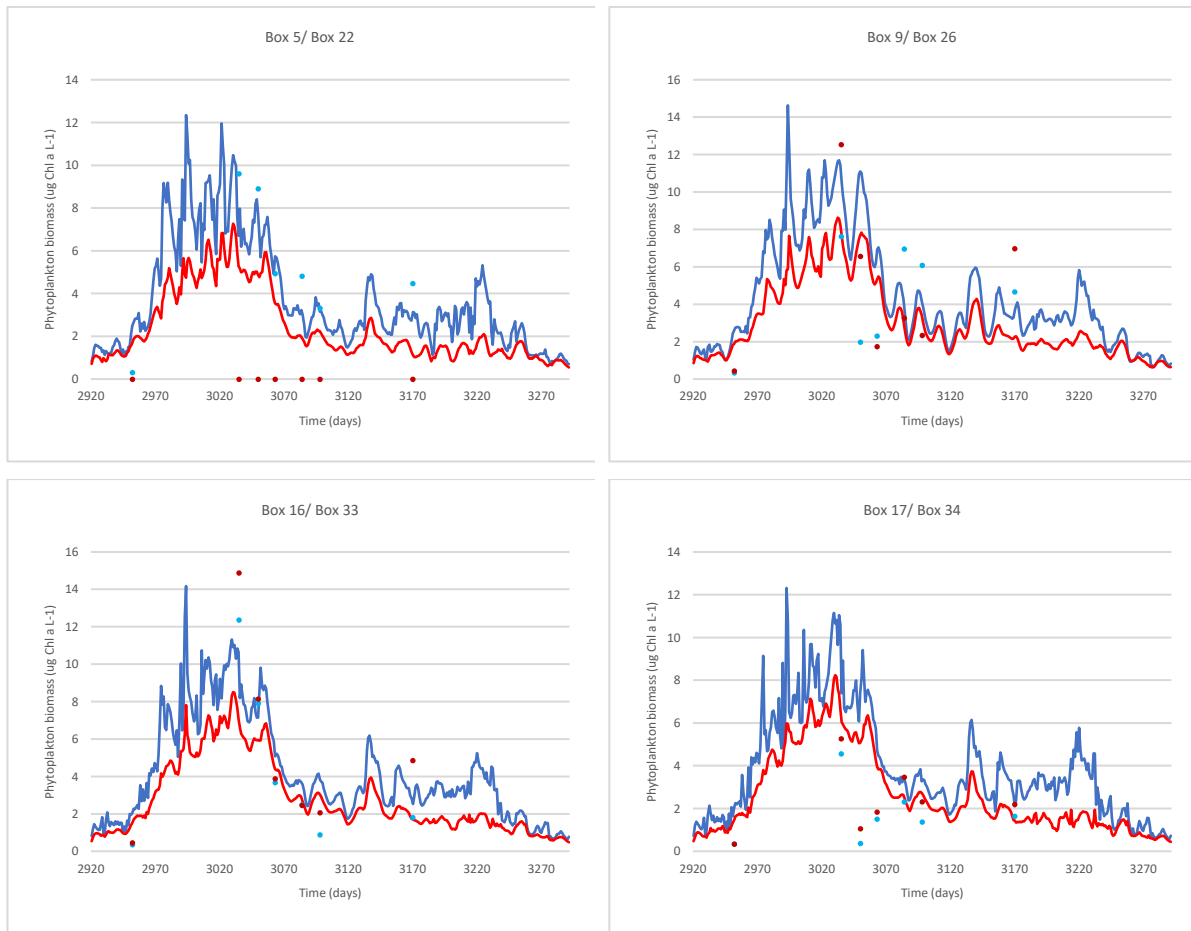 Box 5/ Box 22
Phytoplankton biomass (ug Chl a L-1)
14
12
10
8
6
4
2
0
2920 2970 3020 3070 3120 3170 3220 3270
Time (days)
Box 9/ Box 26
Phytoplankton biomass (ug Chl a L-1)
16
14
12
10
8
6
4
2
0
2920 2970 3020 3070 3120 3170 3220 3270
Time (days)
Box 16/ Box 33
Phytoplakton biomass (ug Chl a L-1)
16
14
12
10
8
6
4
2
0
2920 2970 3020 3070 3120 3170 3220 3270
Time (days)
Box 17/ Box 34
Phytoplankton biomass (ug Chl a L-1)
14
12
10
8
6
4
2
0
2920 2970 3020 3070 3120 3170 3220 3270
Time (days)